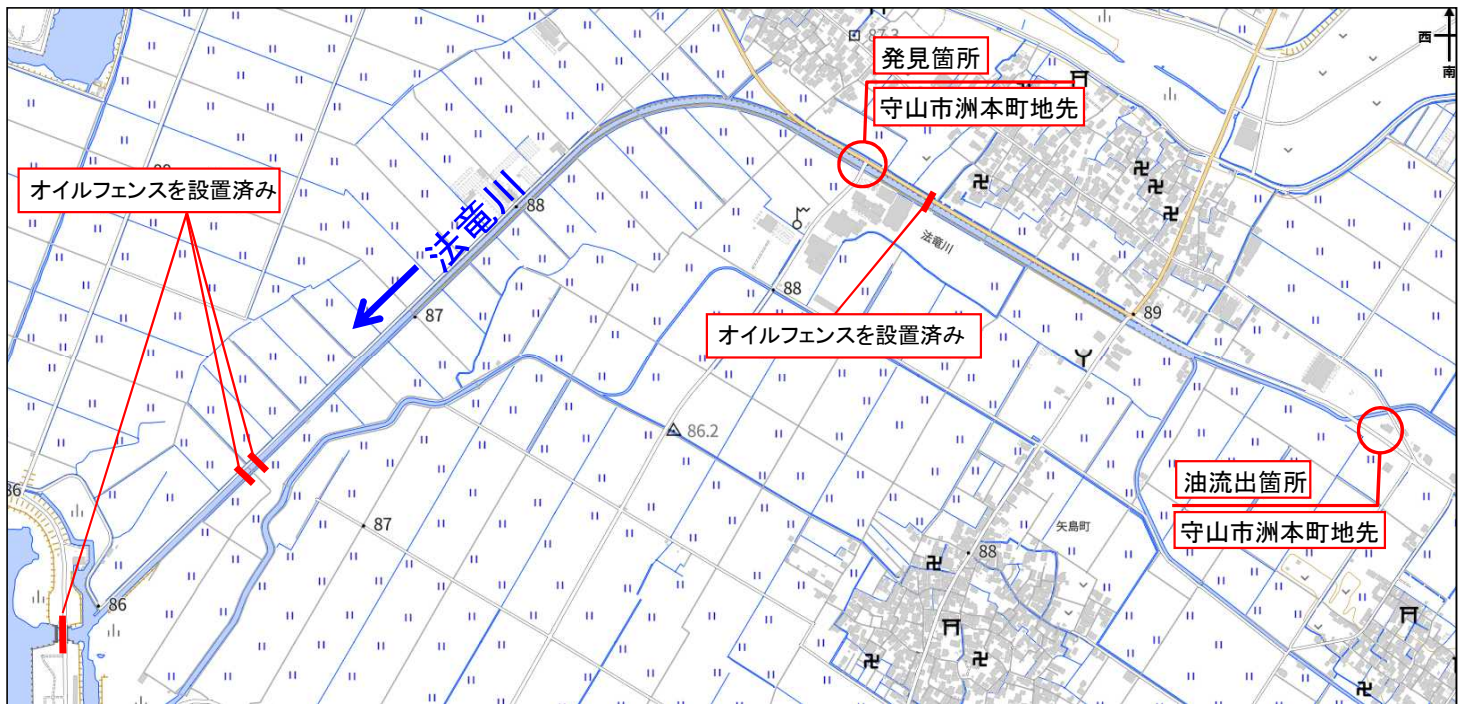 87.3
西
南
発見箇所
守山市洲本町地先
オイルフェンスを設置済み
88
法竜川
法竜川
88
87
89
オイルフェンスを設置済み
86.2
油流出箇所
守山市洲本町地先
86
87
矢島町
88
86